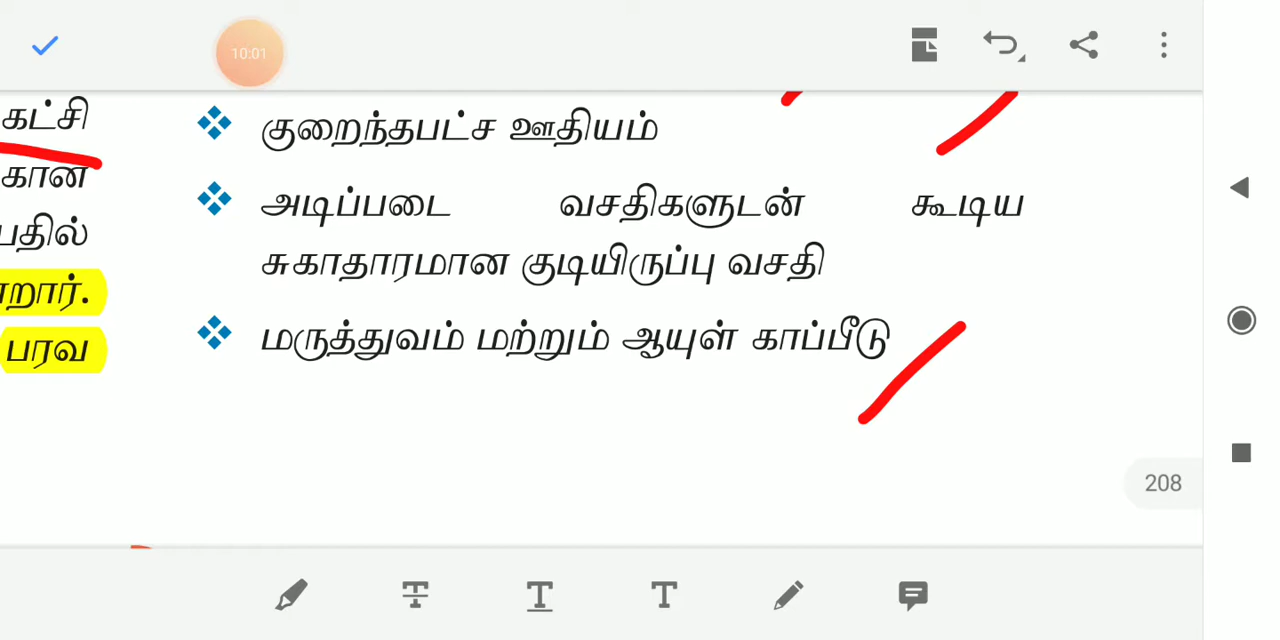 10:01
கட்சி
கான
பதில்
றார்.
பரவ
குறைந்தபட்ச ஊதியம்
அடிப்படை வசதிகளுடன் கூடிய
சுகாதாரமான குடியிருப்பு வசதி
மருத்துவம் மற்றும் ஆயுள் காப்பீடு
208